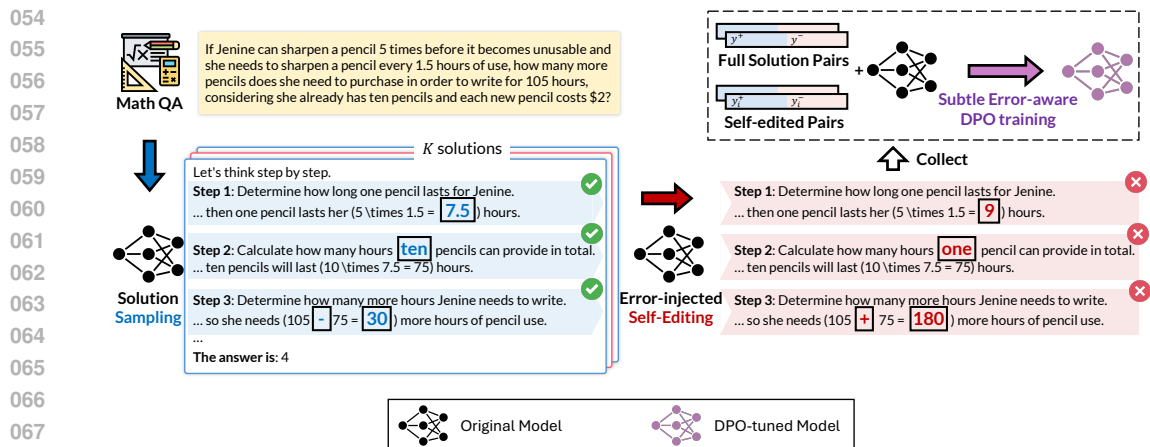 054
055
056
057
058
059
060
061
062
063
064
065
066
067
Math QA
If Jenine can sharpen a pencil 5 times before it becomes unusable and
she needs to sharpen a pencil every 1.5 hours of use, how many more
pencils does she need to purchase in order to write for 105 hours,
considering she already has ten pencils and each new pencil costs $2?
y⁺ y⁻
Full Solution Pairs
+
yᵢ⁺ yᵢ⁻
Self-edited Pairs
Subtle Error-aware
DPO training
Collect
K solutions
Let's think step by step.
Step 1: Determine how long one pencil lasts for Jenine.
... then one pencil lasts her (5 \times 1.5 = 7.5 ) hours.
Step 2: Calculate how many hours ten pencils can provide in total.
... ten pencils will last (10 \times 7.5 = 75) hours.
Step 3: Determine how many more hours Jenine needs to write.
... so she needs (105 - 75 = 30 ) more hours of pencil use.
...
The answer is: 4
Solution
Sampling
Error-injected
Self-Editing
Step 1: Determine how long one pencil lasts for Jenine.
... then one pencil lasts her (5 \times 1.5 = 9 ) hours.
Step 2: Calculate how many hours one pencil can provide in total.
... ten pencils will last (10 \times 7.5 = 75) hours.
Step 3: Determine how many more hours Jenine needs to write.
... so she needs (105 + 75 = 180 ) more hours of pencil use.
Original Model
DPO-tuned Model